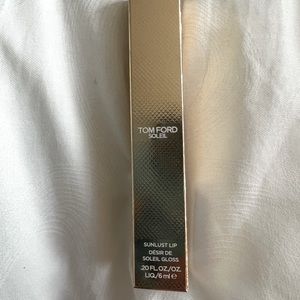 TOM FORD
SOLEIL
SUNLUST LIP
DÉSIR DE
SOLEIL GLOSS
.20 FL.OZ./OZ.
LIQ./6 ml ℮